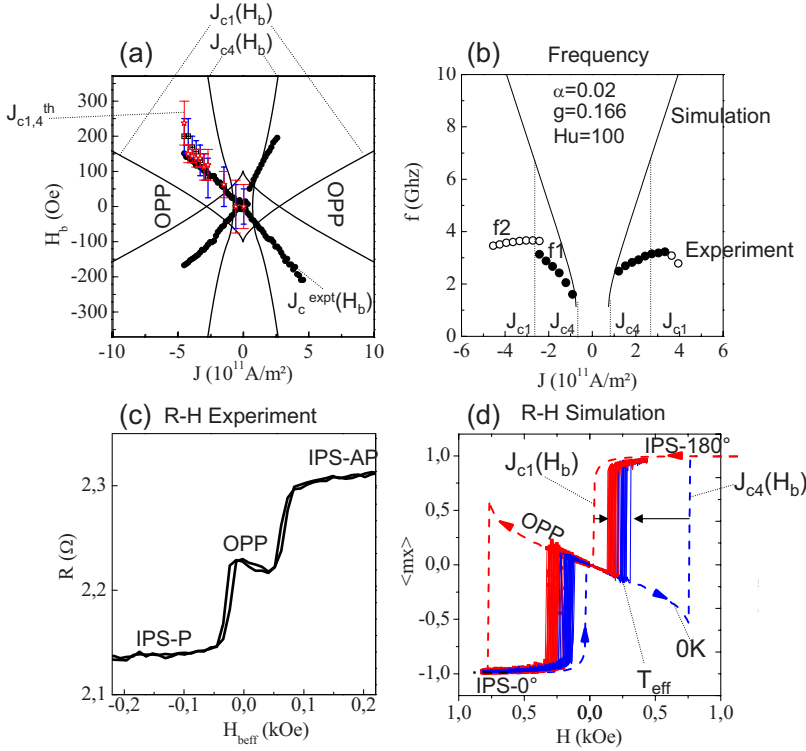 J_c1(H_b)
(a)
J_c4(H_b)
J_c1,4^th
300
200
100
0
-100
-200
-300
H_b (Oe)
OPP
OPP
J_c^expt(H_b)
-10
-5
0
5
10
J (10^11 A/m²)
(b)
Frequency
10
8
6
4
2
0
f (Ghz)
α=0.02
g=0.166
Hu=100
Simulation
f2
f1
Experiment
J_c1
J_c4
J_c4
J_c1
-6
-4
-2
0
2
4
6
J (10^11A/m²)
(c)
R-H Experiment
2,3
2,2
2,1
R (Ω)
IPS-AP
OPP
IPS-P
-0,2
-0,1
0,0
0,1
0,2
H_beff (kOe)
(d)
R-H Simulation
1,0
0,5
0,0
-0,5
-1,0
<mx>
IPS-180°
J_c1(H_b)
J_c4(H_b)
OPP
0K
T_eff
IPS-0°
1,0
0,5
0,0
0,0
0,5
1,0
H (kOe)